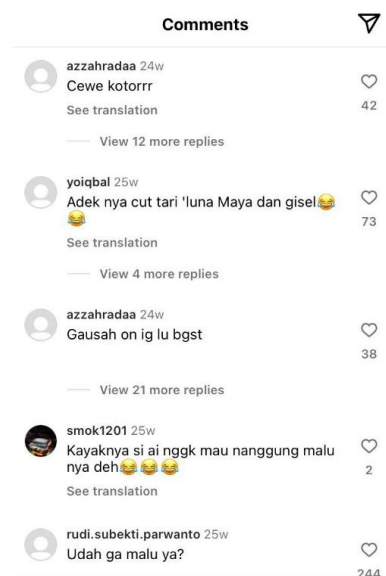 Comments
azzahradaa 24w
Cewe kotorrr
42
See translation
View 12 more replies
yoiqbal 25w
Adek nya cut tari 'luna Maya dan gisel😂
😂
73
See translation
View 4 more replies
azzahradaa 24w
Gausah on ig lu bgst
38
View 21 more replies
smok1201 25w
Kayaknya si ai nggk mau nanggung malu
nya deh😂😂😂
2
See translation
rudi.subekti.parwanto 25w
Udah ga malu ya?
244